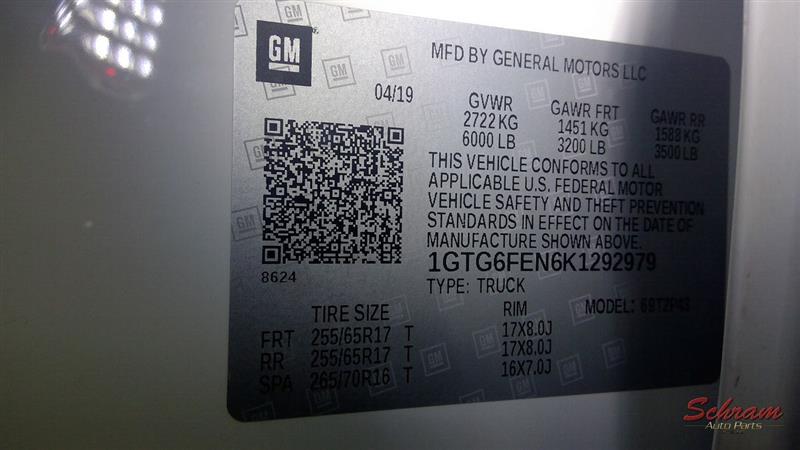 GM
MFD BY GENERAL MOTORS LLC
04/19
GVWR GAWR FRT GAWR RR
2722 KG 1451 KG 1588 KG
6000 LB 3200 LB 3500 LB
THIS VEHICLE CONFORMS TO ALL
APPLICABLE U.S. FEDERAL MOTOR
VEHICLE SAFETY AND THEFT PREVENTION
STANDARDS IN EFFECT ON THE DATE OF
MANUFACTURE SHOWN ABOVE.
8624
1GTG6FEN6K1292979
TYPE: TRUCK
TIRE SIZE RIM MODEL:
FRT 255/65R17 T 17X8.0J
RR 255/65R17 T 17X8.0J
SPA 265/70R16 T 16X7.0J
Schram
Auto Parts